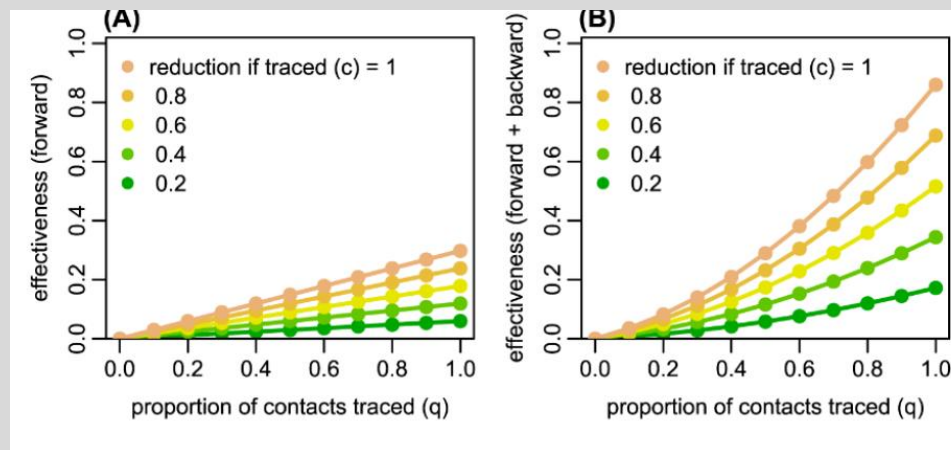 (A)
effectiveness (forward)
1.0
0.8
0.6
0.4
0.2
0.0
reduction if traced (c) = 1
0.8
0.6
0.4
0.2
0.0 0.2 0.4 0.6 0.8 1.0
proportion of contacts traced (q)
(B)
effectiveness (forward + backward)
1.0
0.8
0.6
0.4
0.2
0.0
reduction if traced (c) = 1
0.8
0.6
0.4
0.2
0.0 0.2 0.4 0.6 0.8 1.0
proportion of contacts traced (q)